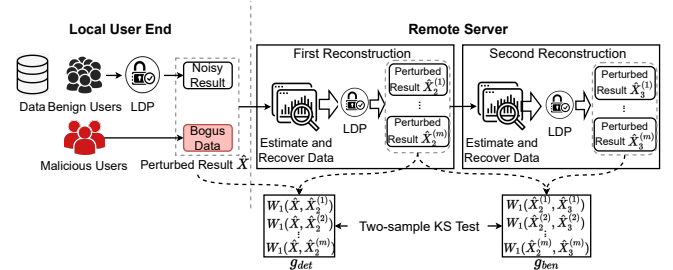 Local User End
Remote Server
Data
Benign Users
LDP
Noisy
Result
Malicious Users
Bogus
Data
Perturbed Result X̂
First Reconstruction
Estimate and
Recover Data
LDP
Perturbed
Result X̂₂⁽¹⁾
⋮
Perturbed
Result X̂₂⁽ᵐ⁾
Second Reconstruction
Estimate and
Recover Data
LDP
Perturbed
Result X̂₃⁽¹⁾
⋮
Perturbed
Result X̂₃⁽ᵐ⁾
W₁(X̂, X̂₂⁽¹⁾)
W₁(X̂, X̂₂⁽²⁾)
⋮
W₁(X̂, X̂₂⁽ᵐ⁾)
g_det
Two-sample KS Test
W₁(X̂₂⁽¹⁾, X̂₃⁽¹⁾)
W₁(X̂₂⁽²⁾, X̂₃⁽²⁾)
⋮
W₁(X̂₂⁽ᵐ⁾, X̂₃⁽ᵐ⁾)
g_ben